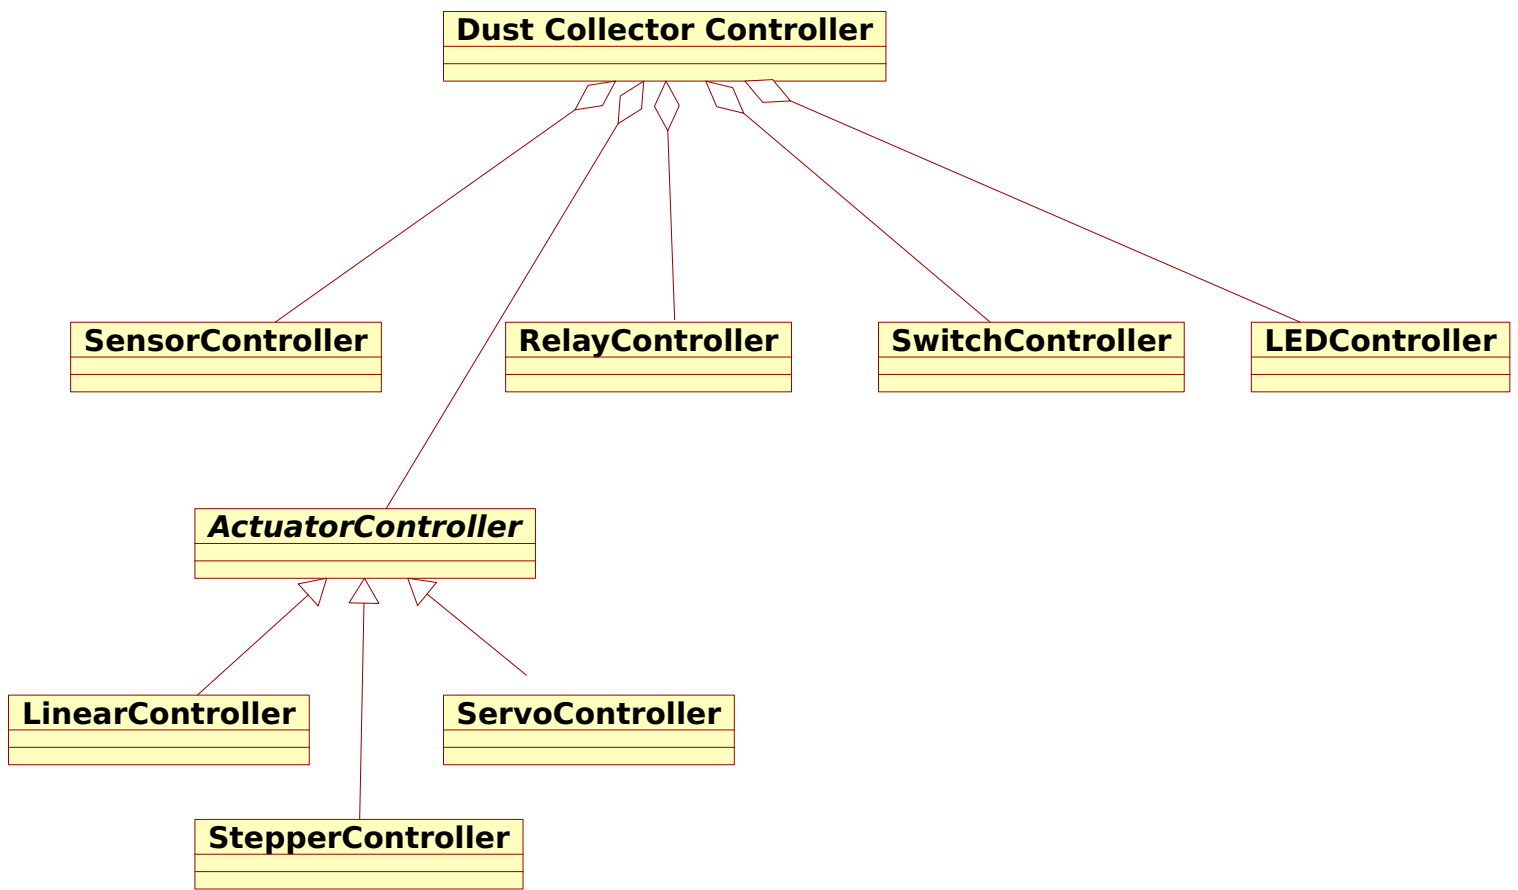 Dust Collector Controller
SensorController
RelayController
SwitchController
LEDController
ActuatorController
LinearController
ServoController
StepperController